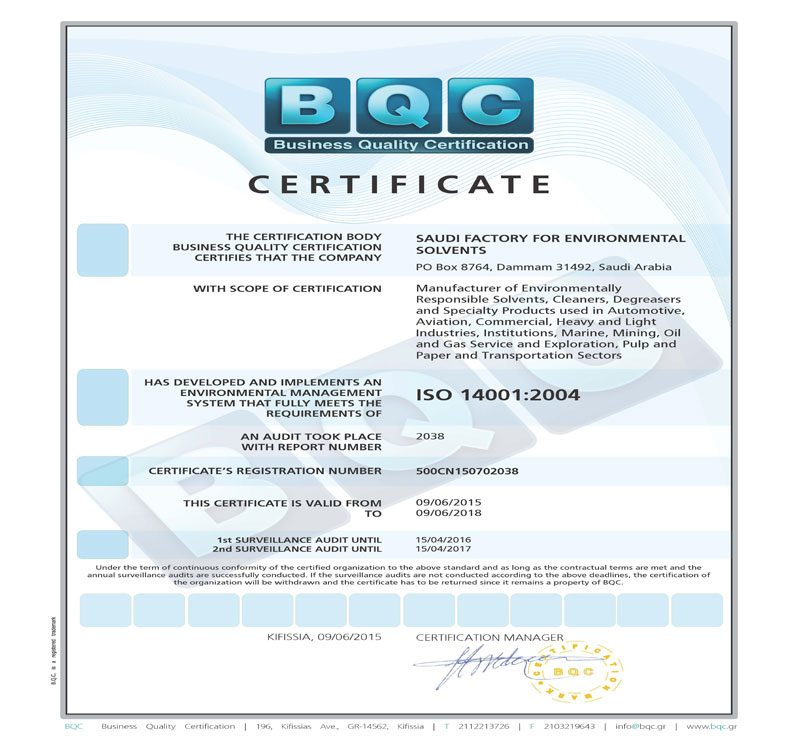 BQC
Business Quality Certification
CERTIFICATE
THE CERTIFICATION BODY
BUSINESS QUALITY CERTIFICATION
CERTIFIES THAT THE COMPANY
SAUDI FACTORY FOR ENVIRONMENTAL
SOLVENTS
PO Box 8764, Dammam 31492, Saudi Arabia
WITH SCOPE OF CERTIFICATION
Manufacturer of Environmentally
Responsible Solvents, Cleaners, Degreasers
and Specialty Products used in Automotive,
Aviation, Commercial, Heavy and Light
Industries, Institutions, Marine, Mining, Oil
and Gas Service and Exploration, Pulp and
Paper and Transportation Sectors
HAS DEVELOPED AND IMPLEMENTS AN
ENVIRONMENTAL MANAGEMENT
SYSTEM THAT FULLY MEETS THE
REQUIREMENTS OF
ISO 14001:2004
AN AUDIT TOOK PLACE
WITH REPORT NUMBER
2038
CERTIFICATE'S REGISTRATION NUMBER
500CN150702038
THIS CERTIFICATE IS VALID FROM
TO
09/06/2015
09/06/2018
1st SURVEILLANCE AUDIT UNTIL
2nd SURVEILLANCE AUDIT UNTIL
15/04/2016
15/04/2017
Under the term of continuous conformity of the certified organization to the above standard and as long as the contractual terms are met and the
annual surveillance audits are successfully conducted. If the surveillance audits are not conducted according to the above deadlines, the certification of
the organization will be withdrawn and the certificate has to be returned since it remains a property of BQC.
KIFISSIA, 09/06/2015
CERTIFICATION MANAGER
CERTIFICATION MARK
BQC
B.Q.C. is a registered trademark
BQC Business Quality Certification | 196, Kifissias Ave., GR-14562, Kifissia | T 2112213726 | F 2103219643 | info@bqc.gr | www.bqc.gr